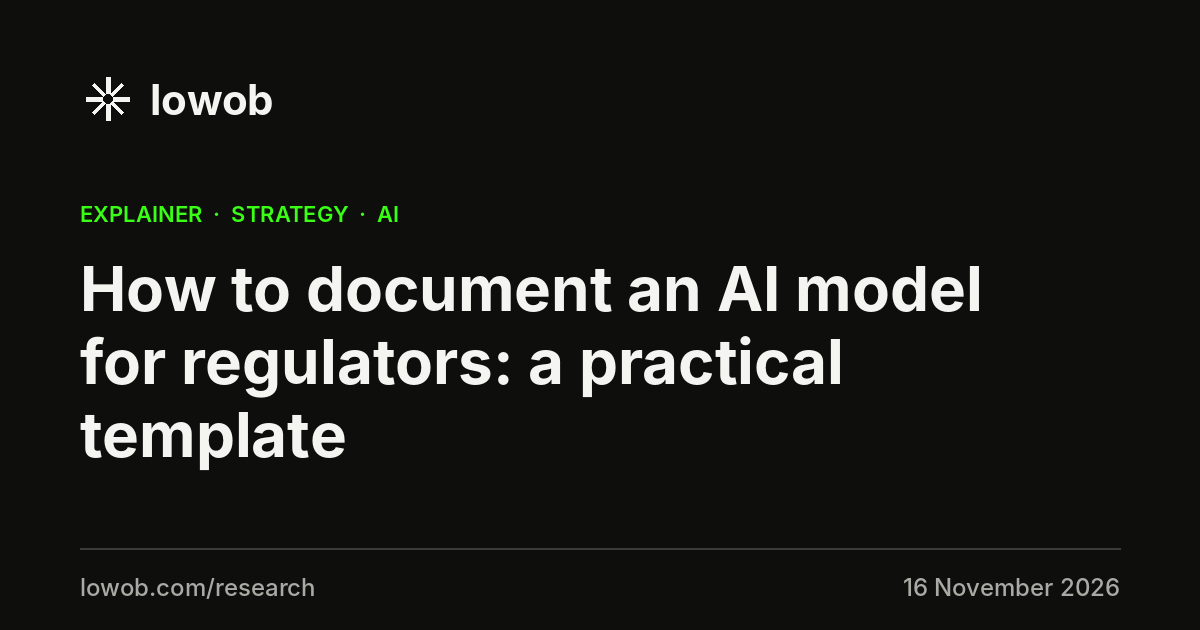 lowob
EXPLAINER · STRATEGY · AI
How to document an AI model
for regulators: a practical
template
lowob.com/research
16 November 2026